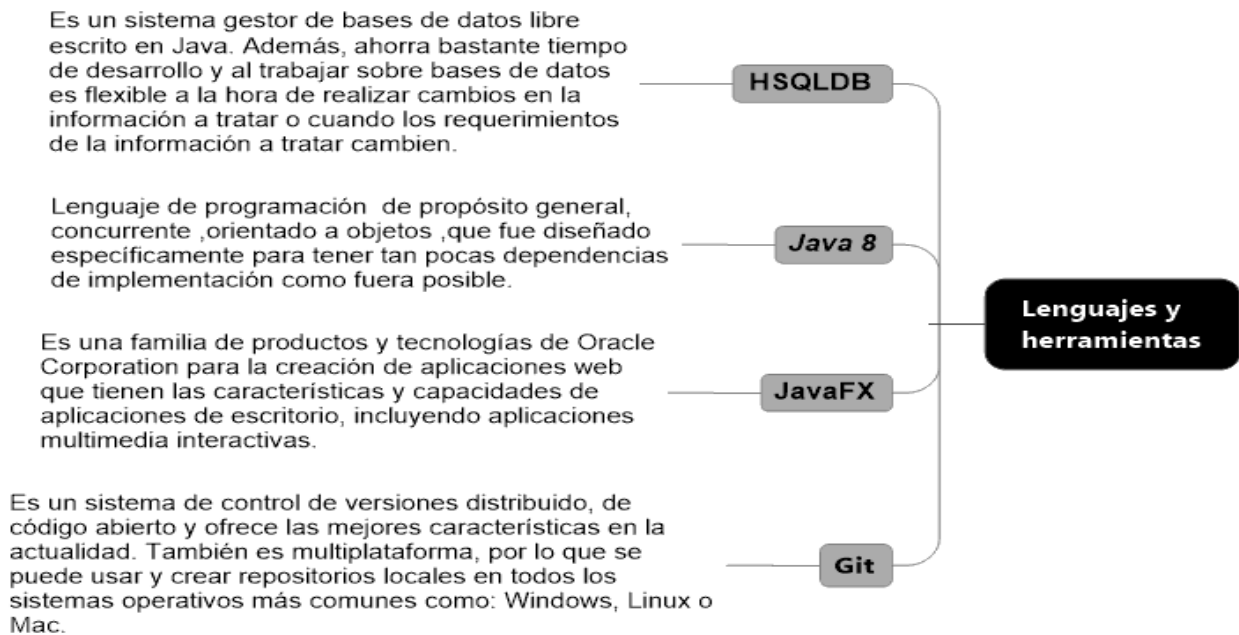 Es un sistema gestor de bases de datos libre
escrito en Java. Además, ahorra bastante tiempo
de desarrollo y al trabajar sobre bases de datos
es flexible a la hora de realizar cambios en la
información a tratar o cuando los requerimientos
de la información a tratar cambien.
HSQLDB
Lenguaje de programación  de propósito general,
concurrente ,orientado a objetos ,que fue diseñado
específicamente para tener tan pocas dependencias
de implementación como fuera posible.
Java 8
Lenguajes y
herramientas
Es una familia de productos y tecnologías de Oracle
Corporation para la creación de aplicaciones web
que tienen las características y capacidades de
aplicaciones de escritorio, incluyendo aplicaciones
multimedia interactivas.
JavaFX
Es un sistema de control de versiones distribuido, de
código abierto y ofrece las mejores características en la
actualidad. También es multiplataforma, por lo que se
puede usar y crear repositorios locales en todos los
sistemas operativos más comunes como: Windows, Linux o
Mac.
Git